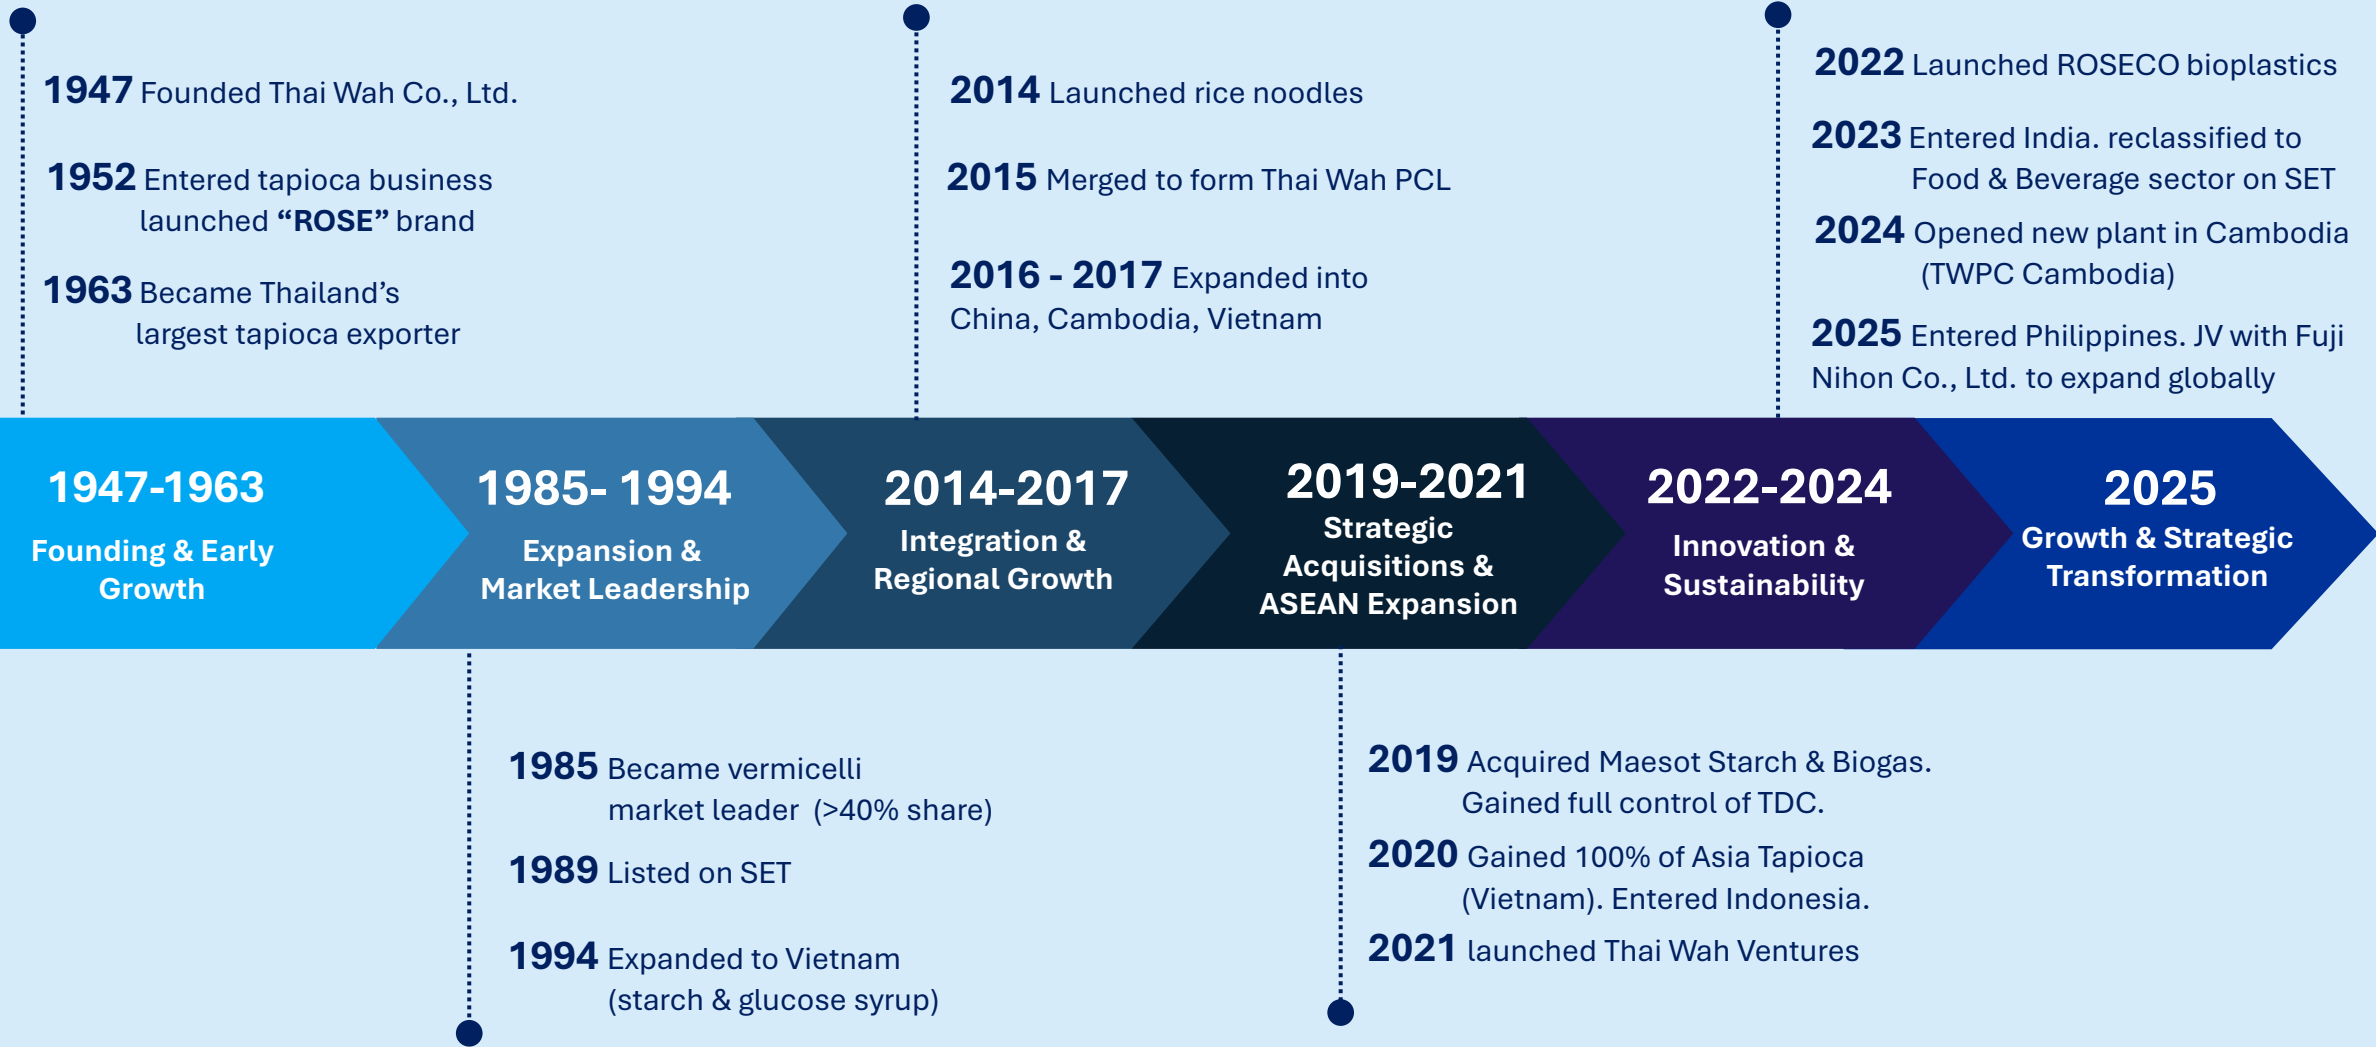 1947 Founded Thai Wah Co., Ltd.
1952 Entered tapioca business
launched “ROSE” brand
1963 Became Thailand’s
largest tapioca exporter
2014 Launched rice noodles
2015 Merged to form Thai Wah PCL
2016 - 2017 Expanded into
China, Cambodia, Vietnam
2022 Launched ROSECO bioplastics
2023 Entered India. reclassified to
Food & Beverage sector on SET
2024 Opened new plant in Cambodia
(TWPC Cambodia)
2025 Entered Philippines. JV with Fuji
Nihon Co., Ltd. to expand globally
1947-1963
Founding & Early
Growth
1985- 1994
Expansion &
Market Leadership
2014-2017
Integration &
Regional Growth
2019-2021
Strategic
Acquisitions &
ASEAN Expansion
2022-2024
Innovation &
Sustainability
2025
Growth & Strategic
Transformation
1985 Became vermicelli
market leader (>40% share)
1989 Listed on SET
1994 Expanded to Vietnam
(starch & glucose syrup)
2019 Acquired Maesot Starch & Biogas.
Gained full control of TDC.
2020 Gained 100% of Asia Tapioca
(Vietnam). Entered Indonesia.
2021 launched Thai Wah Ventures